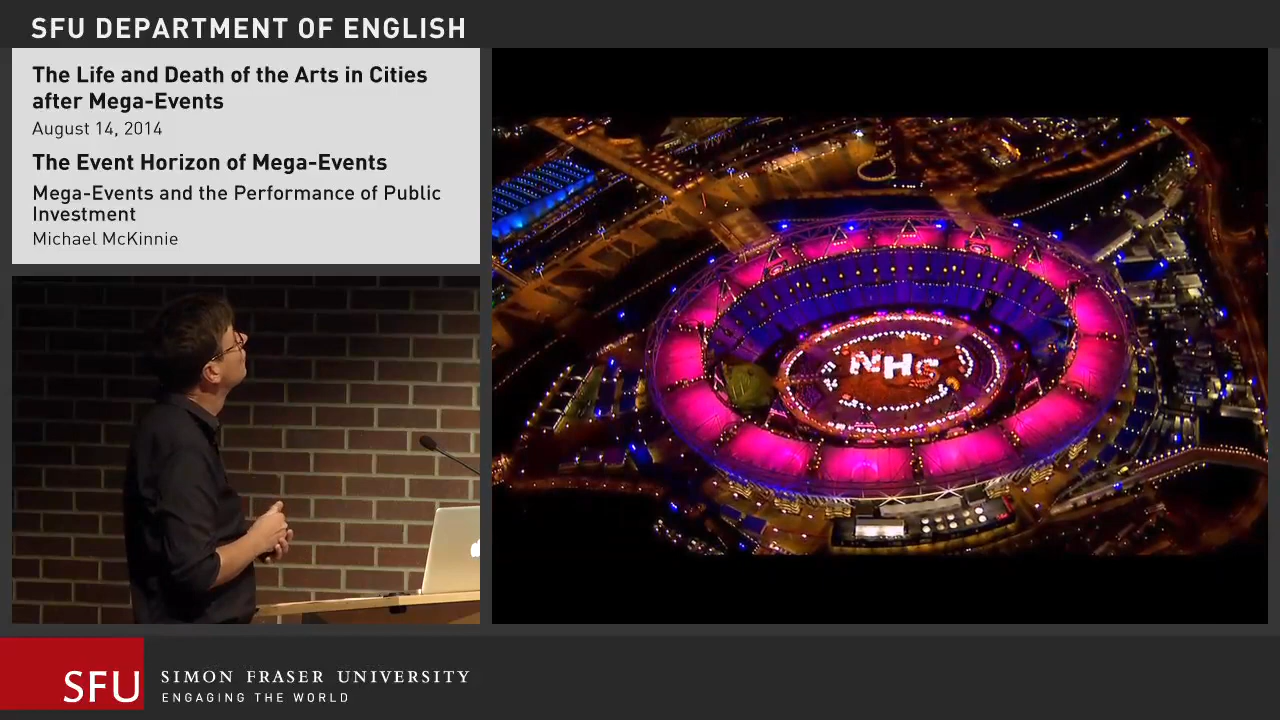 SFU DEPARTMENT OF ENGLISH
The Life and Death of the Arts in Cities
after Mega-Events
August 14, 2014
The Event Horizon of Mega-Events
Mega-Events and the Performance of Public
Investment
Michael McKinnie
NHS
SFU
SIMON FRASER UNIVERSITY
ENGAGING THE WORLD